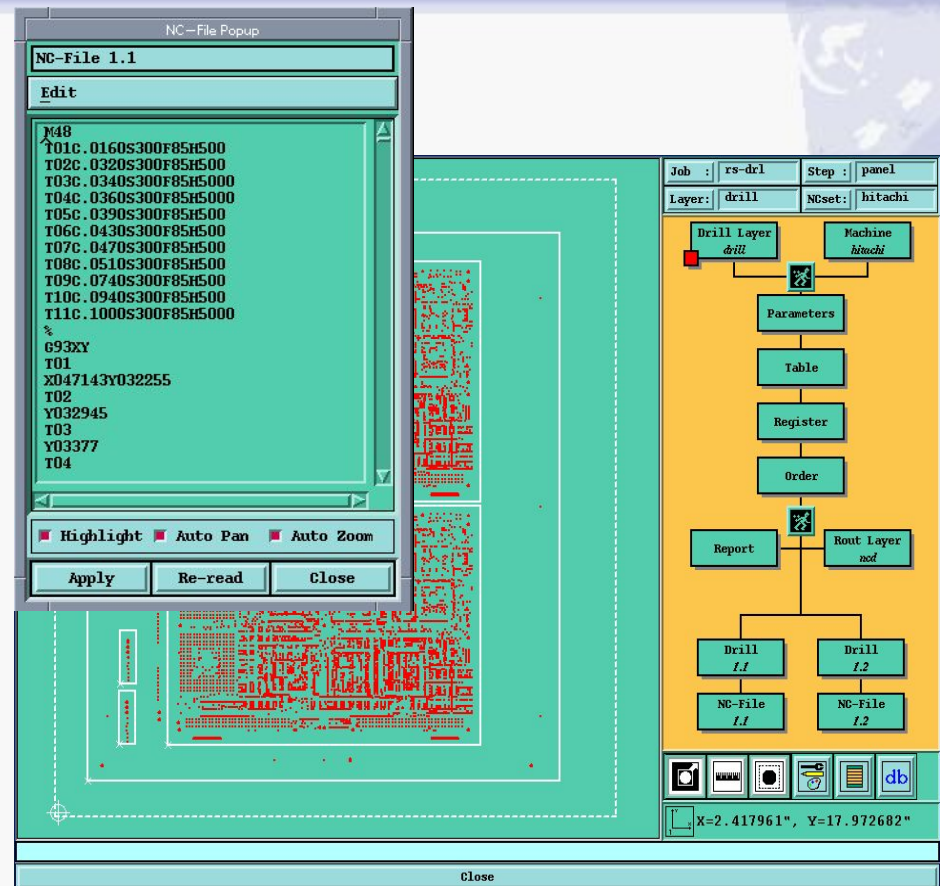 NC-File Popup
NC-File 1.1
Edit
M48
T01C.0160S300F85H500
T02C.0320S300F85H500
T03C.0340S300F85H5000
T04C.0360S300F85H5000
T05C.0390S300F85H500
T06C.0430S300F85H500
T07C.0470S300F85H500
T08C.0510S300F85H500
T09C.0740S300F85H500
T10C.0940S300F85H500
T11C.1000S300F85H5000
%
G93XY
T01
X047143Y032255
T02
Y032945
T03
Y03377
T04
Highlight Auto Pan Auto Zoom
Apply Re-read Close
Job : rs-drl Step : panel
Layer: drill NCset: hitachi
Drill Layer Machine
drill hitachi
Parameters
Table
Register
Order
Report Rout Layer
ncd
Drill Drill
1.1 1.2
NC-File NC-File
1.1 1.2
db
X=2.417961", Y=17.972682"
Close